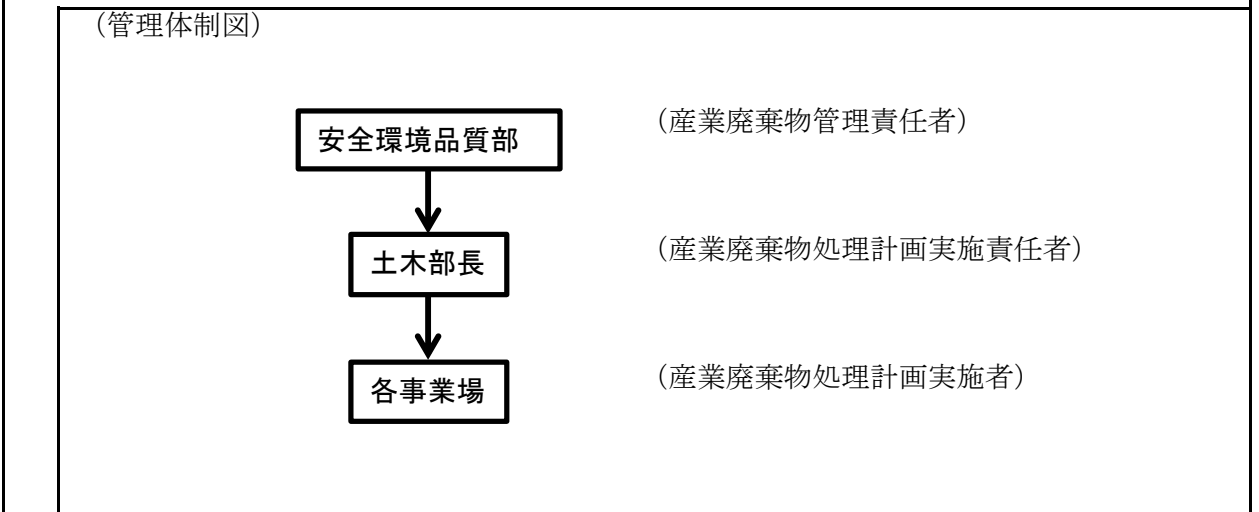 （管理体制図）
安全環境品質部
（産業廃棄物管理責任者）
土木部長
（産業廃棄物処理計画実施責任者）
各事業場
（産業廃棄物処理計画実施者）